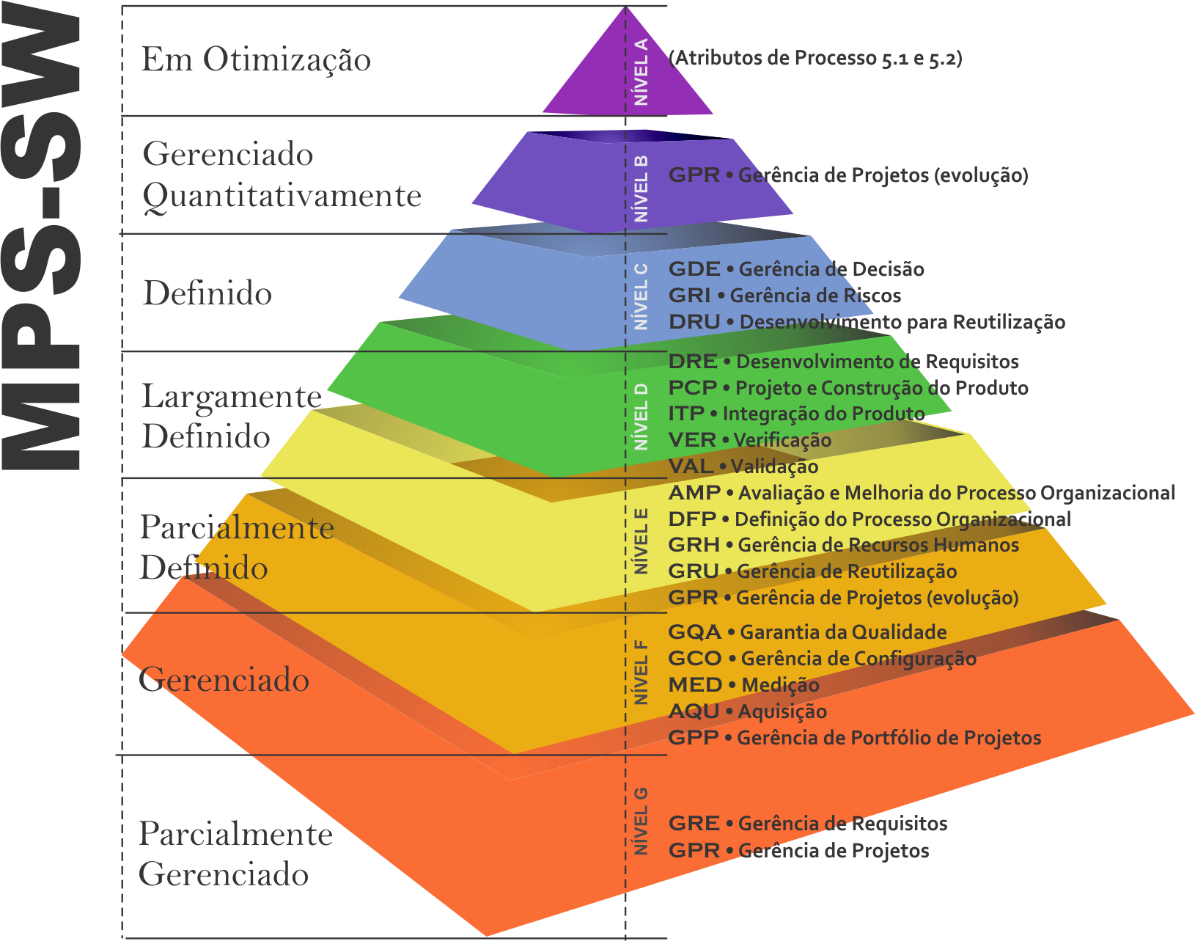 MPS-SW
Em Otimização
NÍVEL A
(Atributos de Processo 5.1 e 5.2)
Gerenciado
Quantitativamente
NÍVEL B
GPR • Gerência de Projetos (evolução)
Definido
NÍVEL C
GDE • Gerência de Decisão
GRI • Gerência de Riscos
DRU • Desenvolvimento para Reutilização
Largamente
Definido
NÍVEL D
DRE • Desenvolvimento de Requisitos
PCP • Projeto e Construção do Produto
ITP • Integração do Produto
VER • Verificação
VAL • Validação
Parcialmente
Definido
NÍVEL E
AMP • Avaliação e Melhoria do Processo Organizacional
DFP • Definição do Processo Organizacional
GRH • Gerência de Recursos Humanos
GRU • Gerência de Reutilização
GPR • Gerência de Projetos (evolução)
Gerenciado
NÍVEL F
GQA • Garantia da Qualidade
GCO • Gerência de Configuração
MED • Medição
AQU • Aquisição
GPP • Gerência de Portfólio de Projetos
Parcialmente
Gerenciado
NÍVEL G
GRE • Gerência de Requisitos
GPR • Gerência de Projetos